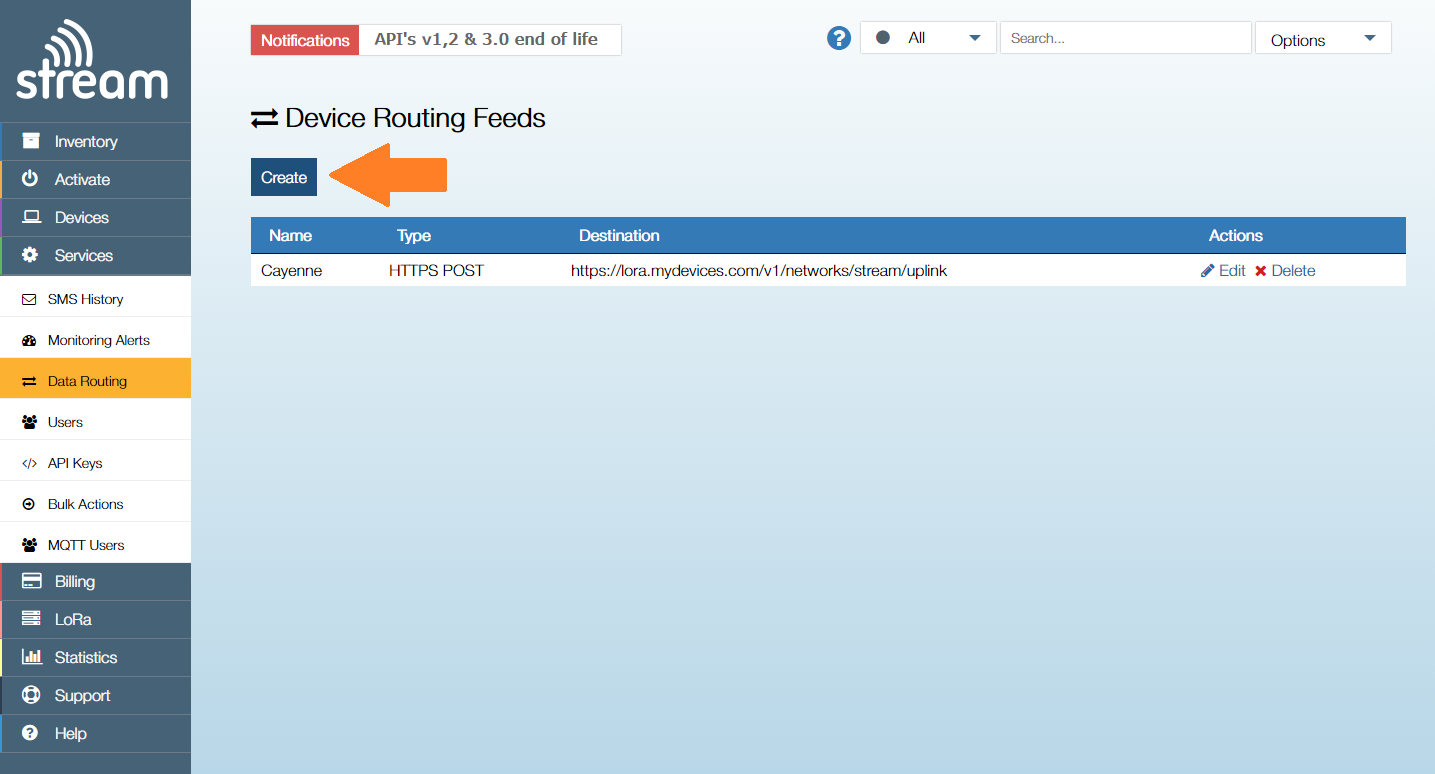 stream
Inventory
Activate
Devices
Services
SMS History
Monitoring Alerts
Data Routing
Users
API Keys
Bulk Actions
MQTT Users
Billing
LoRa
Statistics
Support
Help
Notifications API's v1,2 & 3.0 end of life
? All Search... Options
Device Routing Feeds
Create
Name Type Destination Actions
Cayenne HTTPS POST https://lora.mydevices.com/v1/networks/stream/uplink Edit Delete